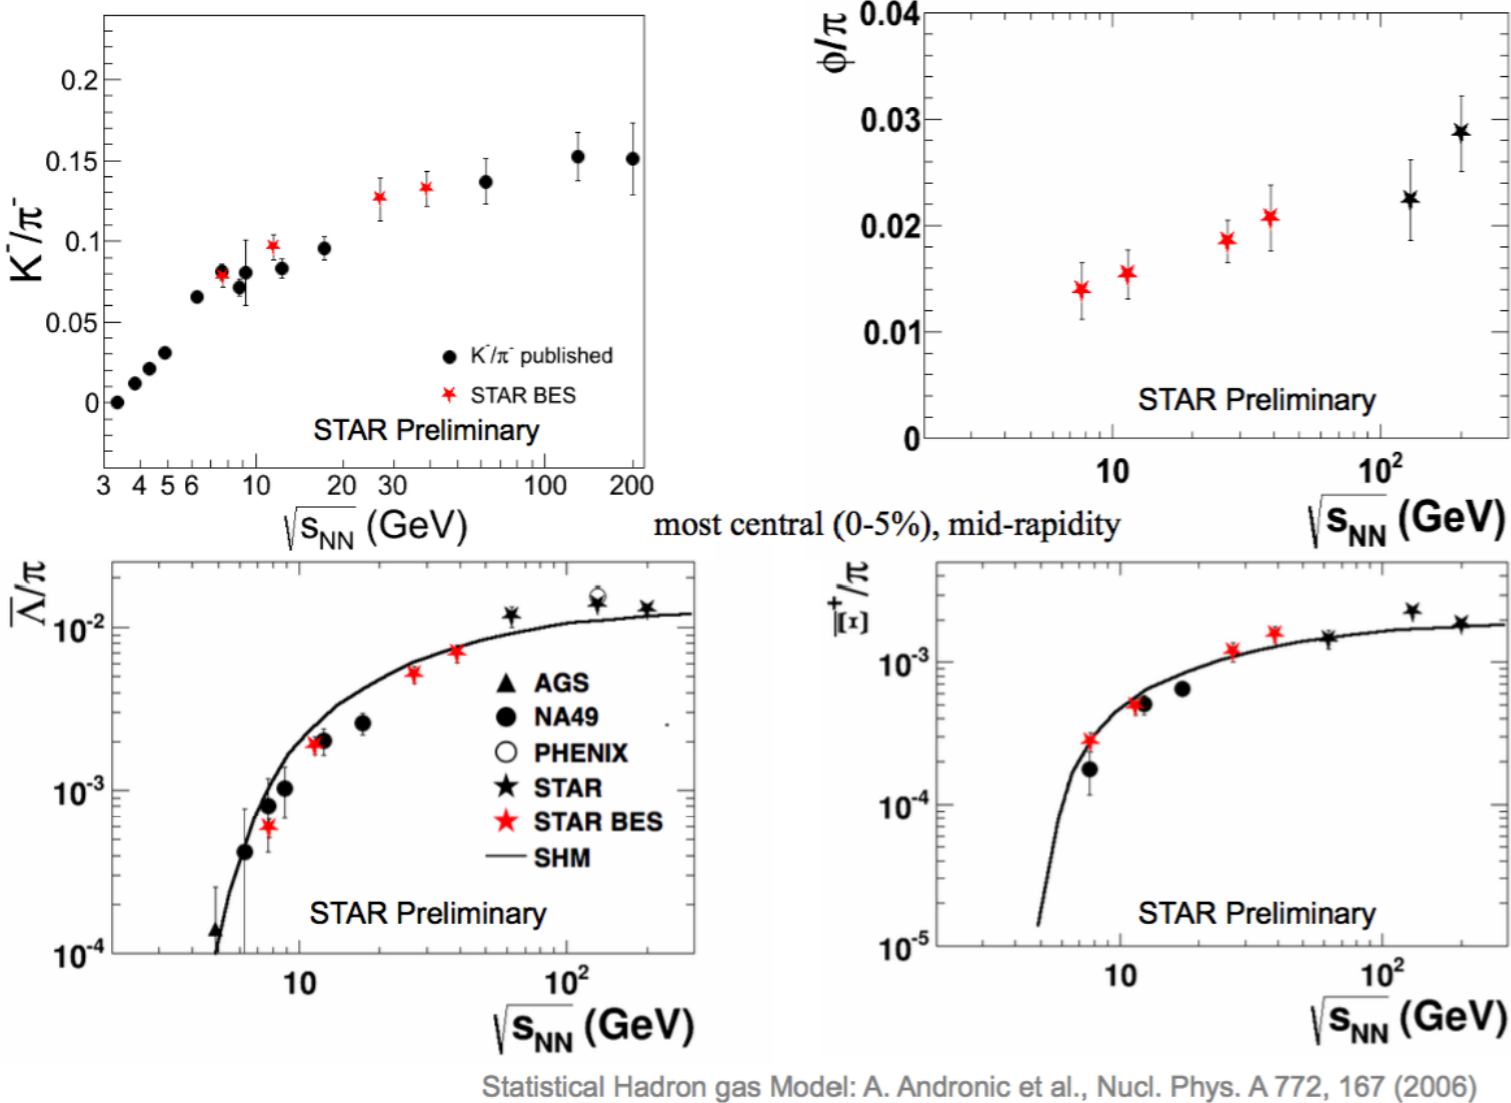 K⁻/π⁻
0.2
0.15
0.1
0.05
0
K⁻/π⁻ published
STAR BES
STAR Preliminary
3 4 5 6 10 20 30 100 200
√sNN (GeV)
ϕ/π
0.04
0.03
0.02
0.01
0
STAR Preliminary
10 10²
√sNN (GeV)
most central (0-5%), mid-rapidity
Λ̅/π
10⁻²
10⁻³
10⁻⁴
AGS
NA49
PHENIX
STAR
STAR BES
SHM
STAR Preliminary
10 10²
√sNN (GeV)
Ξ̅⁺/π
10⁻³
10⁻⁴
10⁻⁵
STAR Preliminary
10 10²
√sNN (GeV)
Statistical Hadron gas Model: A. Andronic et al., Nucl. Phys. A 772, 167 (2006)